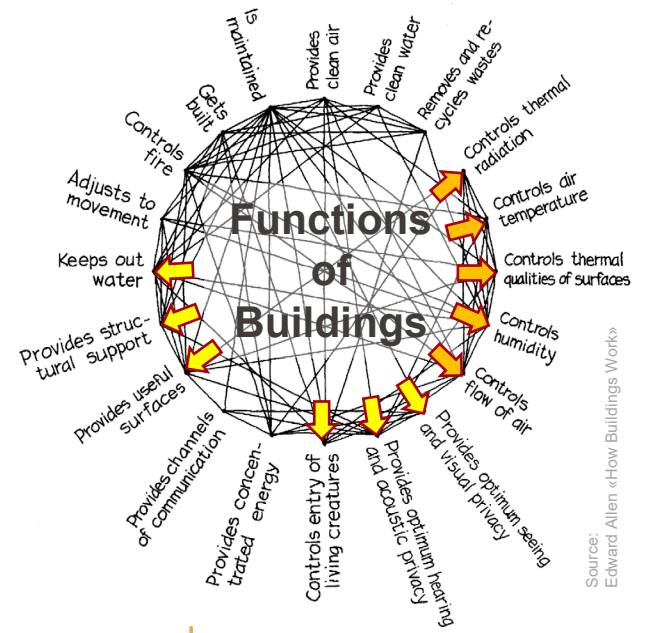 Is
maintained
Provides
clean air
Provides
clean water
Removes and re-
cycles wastes
Controls thermal
radiation
Controls air
temperature
Controls thermal
qualities of surfaces
Controls
humidity
Controls
flow of air
Provides optimum seeing
and visual privacy
Provides optimum hearing
and acoustic privacy
Controls entry of
living creatures
Provides concen-
trated energy
Provides channels
of communication
Provides useful
surfaces
Provides struc-
tural support
Keeps out
water
Adjusts to
movement
Controls
fire
Gets
built
Functions
of
Buildings
Source:
Edward Allen «How Buildings Work»